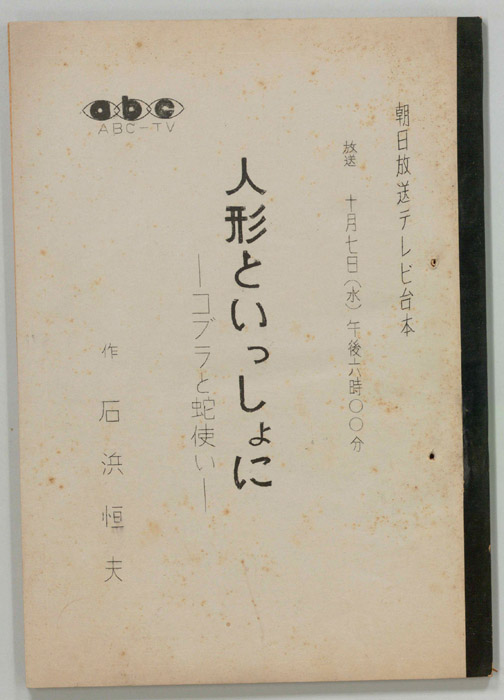 朝日放送テレビ台本
放送 十月七日(水)午後六時〇〇分
人形といっしょに
―コブラと蛇使い―
作 石浜恒夫
abc
ABC-TV